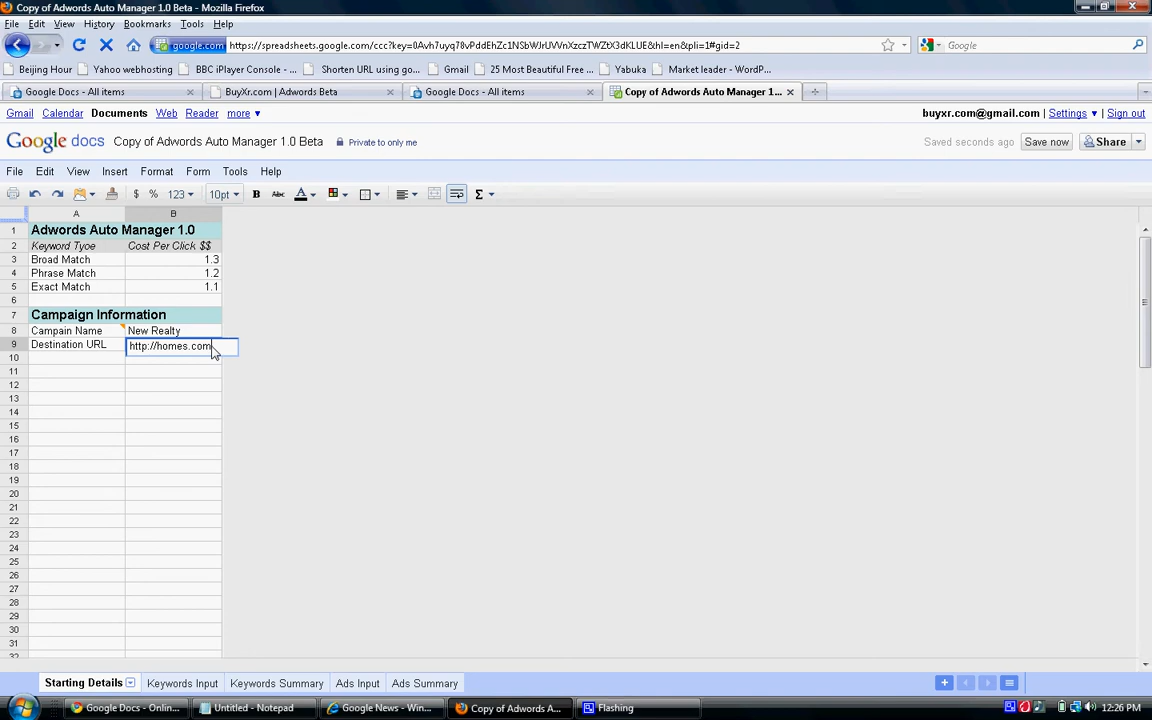 Copy of Adwords Auto Manager 1.0 Beta - Mozilla Firefox
File Edit View History Bookmarks Tools Help
google.com https://spreadsheets.google.com/ccc?key=0Avh7uyq78vPddEhZc1NSbWJrUVVnXzczTWZtX3dKLUE&hl=en&pli=1#gid=2
Google
Beijing Hour Yahoo webhosting BBC iPlayer Console - ... Shorten URL using go... Gmail 25 Most Beautiful Free ... Yabuka Market leader - WordP...
Google Docs - All items BuyXr.com | Adwords Beta Google Docs - All items Copy of Adwords Auto Manager 1...
Gmail Calendar Documents Web Reader more buyxr.com@gmail.com | Settings | Sign out
Google docs Copy of Adwords Auto Manager 1.0 Beta Private to only me Saved seconds ago Save now Share
File Edit View Insert Format Form Tools Help
$ % 123 10pt B Abc A Σ
A B
1 Adwords Auto Manager 1.0
2 Keyword Tyoe Cost Per Click $$
3 Broad Match 1.3
4 Phrase Match 1.2
5 Exact Match 1.1
6
7 Campaign Information
8 Campain Name New Realty
9 Destination URL http://homes.com
10
11
12
13
14
15
16
17
18
19
20
21
22
23
24
25
26
27
28
29
30
31
32
Starting Details Keywords Input Keywords Summary Ads Input Ads Summary
Google Docs - Onlin... Untitled - Notepad Google News - Win... Copy of Adwords A... Flashing 12:26 PM